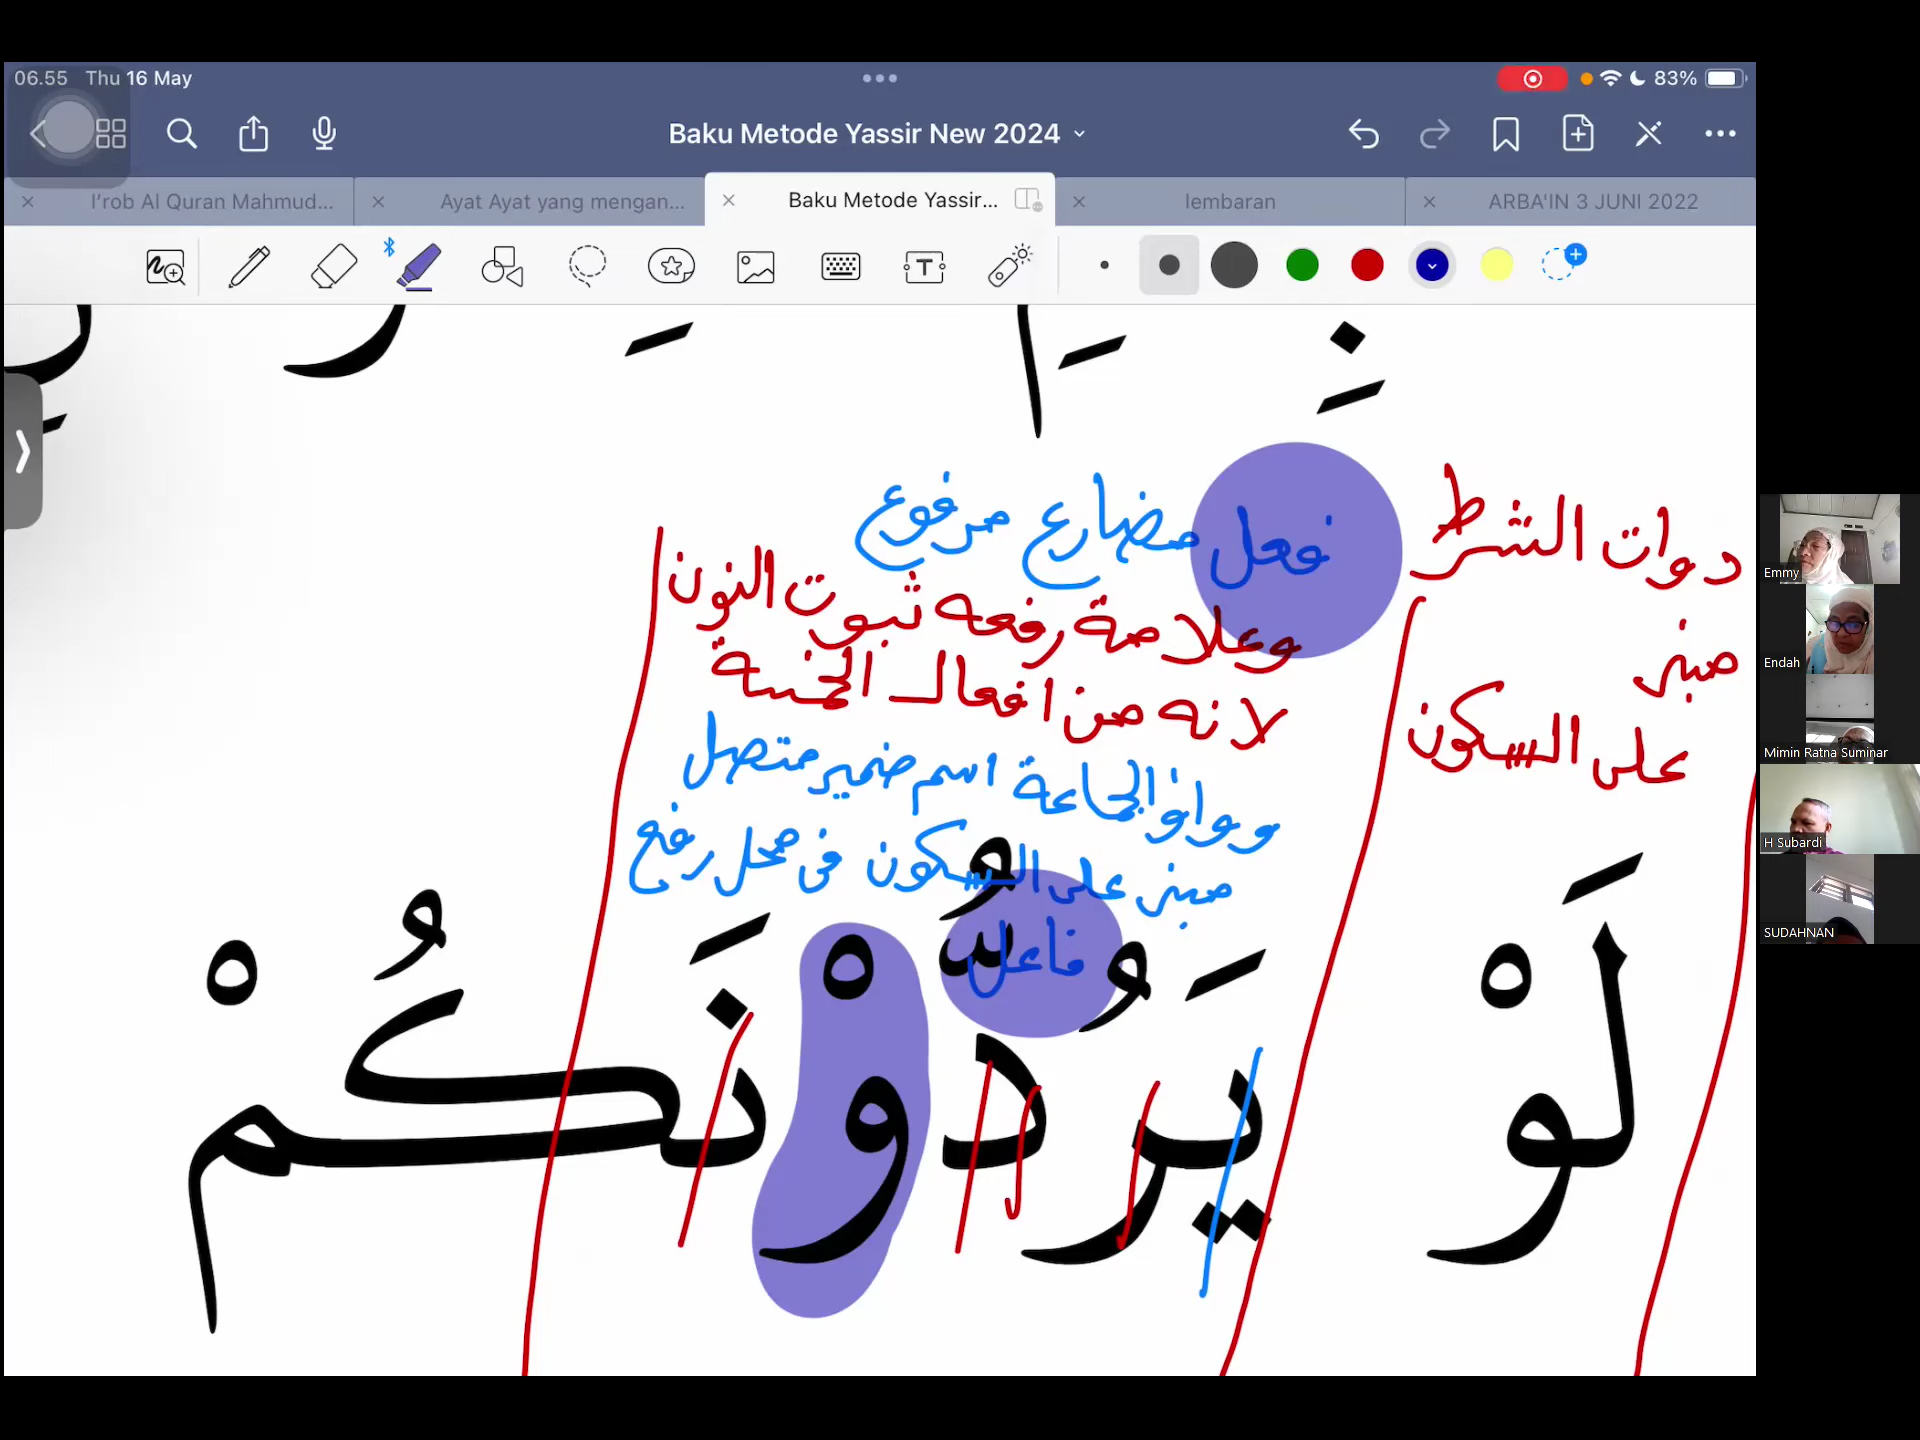 06.55 Thu 16 May
83%
Baku Metode Yassir New 2024
I'rob Al Quran Mahmud...
Ayat Ayat yang mengan...
Baku Metode Yassir...
lembaran
ARBA'IN 3 JUNI 2022
دوات الشرط
مبني
على السكون
فعل مضارع مرفوع
وعلامة رفعه ثبوت النون
لانه من افعال الخمسة
وواو الجماعة اسم ضمير متصل
مبني على السكون في محل رفع
فاعل
لَوْ يَرُدُّوْنَكُمْ
Emmy
Endah
Mimin Ratna Suminar
H Subardi
SUDAHNAN